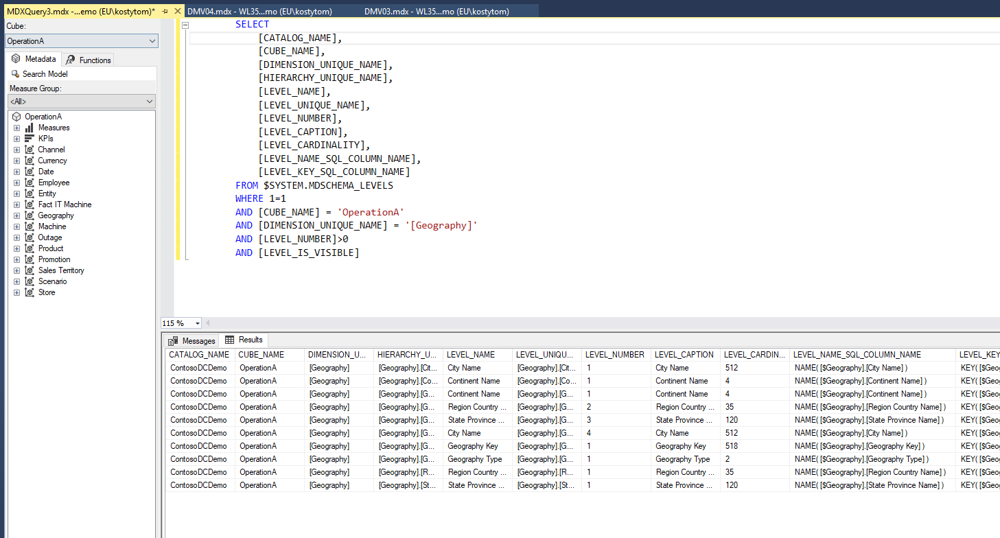 MDXQuery3.mdx -...emo (EU\kostytom)* DMV04.mdx - WL35...mo (EU\kostytom) DMV03.mdx - WL35...mo (EU\kostytom)
Cube:
OperationA
Metadata Functions
Search Model
Measure Group:
<All>
OperationA
Measures
KPIs
Channel
Currency
Date
Employee
Entity
Fact IT Machine
Geography
Machine
Outage
Product
Promotion
Sales Territory
Scenario
Store
SELECT
[CATALOG_NAME],
[CUBE_NAME],
[DIMENSION_UNIQUE_NAME],
[HIERARCHY_UNIQUE_NAME],
[LEVEL_NAME],
[LEVEL_UNIQUE_NAME],
[LEVEL_NUMBER],
[LEVEL_CAPTION],
[LEVEL_CARDINALITY],
[LEVEL_NAME_SQL_COLUMN_NAME],
[LEVEL_KEY_SQL_COLUMN_NAME]
FROM $SYSTEM.MDSCHEMA_LEVELS
WHERE 1=1
AND [CUBE_NAME] = 'OperationA'
AND [DIMENSION_UNIQUE_NAME] = '[Geography]'
AND [LEVEL_NUMBER]>0
AND [LEVEL_IS_VISIBLE]
115 %
Messages Results
CATALOG_NAME CUBE_NAME DIMENSION_U... HIERARCHY_U... LEVEL_NAME LEVEL_UNIQU... LEVEL_NUMBER LEVEL_CAPTION LEVEL_CARDIN... LEVEL_NAME_SQL_COLUMN_NAME LEVEL_KEY
ContosoDCDemo OperationA [Geography] [Geography].[Cit... City Name [Geography].[Cit... 1 City Name 512 NAME( [$Geography].[City Name] ) KEY( [$Geog
ContosoDCDemo OperationA [Geography] [Geography].[Co... Continent Name [Geography].[Co... 1 Continent Name 4 NAME( [$Geography].[Continent Name] ) KEY( [$Geog
ContosoDCDemo OperationA [Geography] [Geography].[G... Continent Name [Geography].[G... 1 Continent Name 4 NAME( [$Geography].[Continent Name] ) KEY( [$Geog
ContosoDCDemo OperationA [Geography] [Geography].[G... Region Country ... [Geography].[G... 2 Region Country ... 35 NAME( [$Geography].[Region Country Name] ) KEY( [$Geog
ContosoDCDemo OperationA [Geography] [Geography].[G... State Province ... [Geography].[G... 3 State Province ... 120 NAME( [$Geography].[State Province Name] ) KEY( [$Geog
ContosoDCDemo OperationA [Geography] [Geography].[G... City Name [Geography].[G... 4 City Name 512 NAME( [$Geography].[City Name] ) KEY( [$Geog
ContosoDCDemo OperationA [Geography] [Geography].[G... Geography Key [Geography].[G... 1 Geography Key 518 NAME( [$Geography].[Geography Key] ) KEY( [$Geog
ContosoDCDemo OperationA [Geography] [Geography].[G... Geography Type [Geography].[G... 1 Geography Type 2 NAME( [$Geography].[Geography Type] ) KEY( [$Geog
ContosoDCDemo OperationA [Geography] [Geography].[R... Region Country ... [Geography].[R... 1 Region Country ... 35 NAME( [$Geography].[Region Country Name] ) KEY( [$Geog
ContosoDCDemo OperationA [Geography] [Geography].[St... State Province ... [Geography].[St... 1 State Province ... 120 NAME( [$Geography].[State Province Name] ) KEY( [$Geog